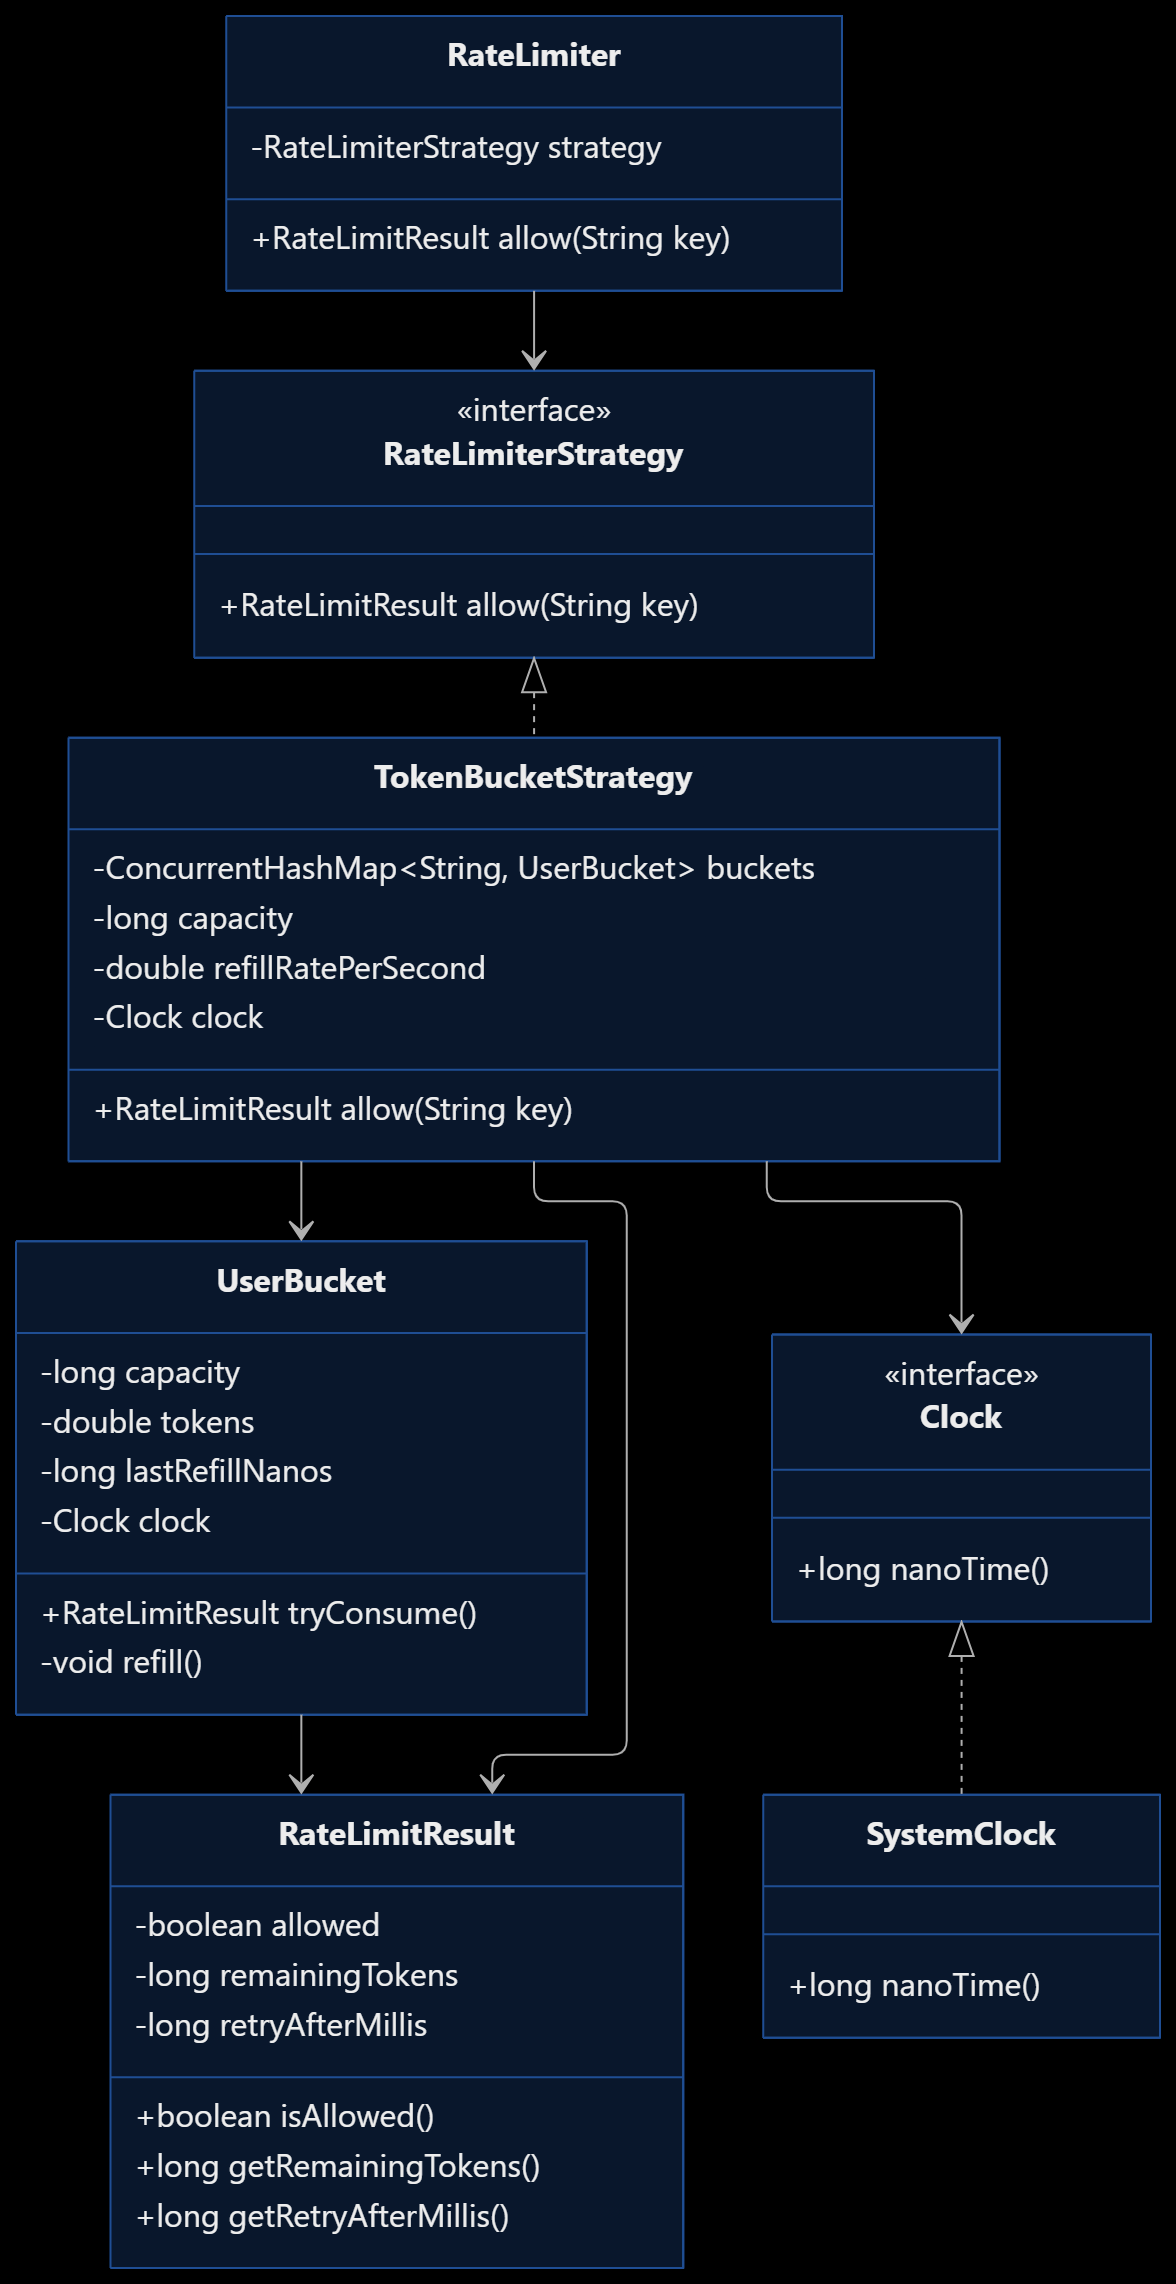 RateLimiter
-RateLimiterStrategy strategy
+RateLimitResult allow(String key)
«interface»
RateLimiterStrategy
+RateLimitResult allow(String key)
TokenBucketStrategy
-ConcurrentHashMap<String, UserBucket> buckets
-long capacity
-double refillRatePerSecond
-Clock clock
+RateLimitResult allow(String key)
UserBucket
-long capacity
-double tokens
-long lastRefillNanos
-Clock clock
+RateLimitResult tryConsume()
-void refill()
«interface»
Clock
+long nanoTime()
RateLimitResult
-boolean allowed
-long remainingTokens
-long retryAfterMillis
+boolean isAllowed()
+long getRemainingTokens()
+long getRetryAfterMillis()
SystemClock
+long nanoTime()